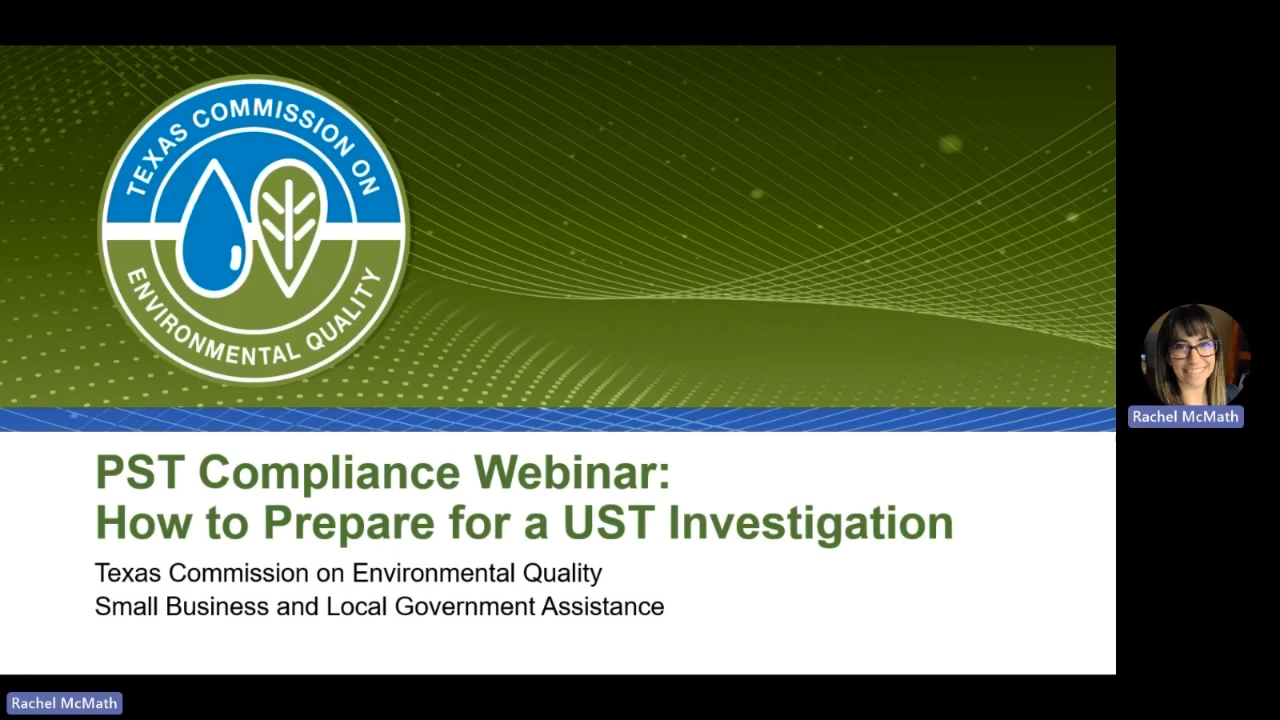 TEXAS COMMISSION ON
ENVIRONMENTAL QUALITY
PST Compliance Webinar:
How to Prepare for a UST Investigation
Texas Commission on Environmental Quality
Small Business and Local Government Assistance
Rachel McMath
Rachel McMath